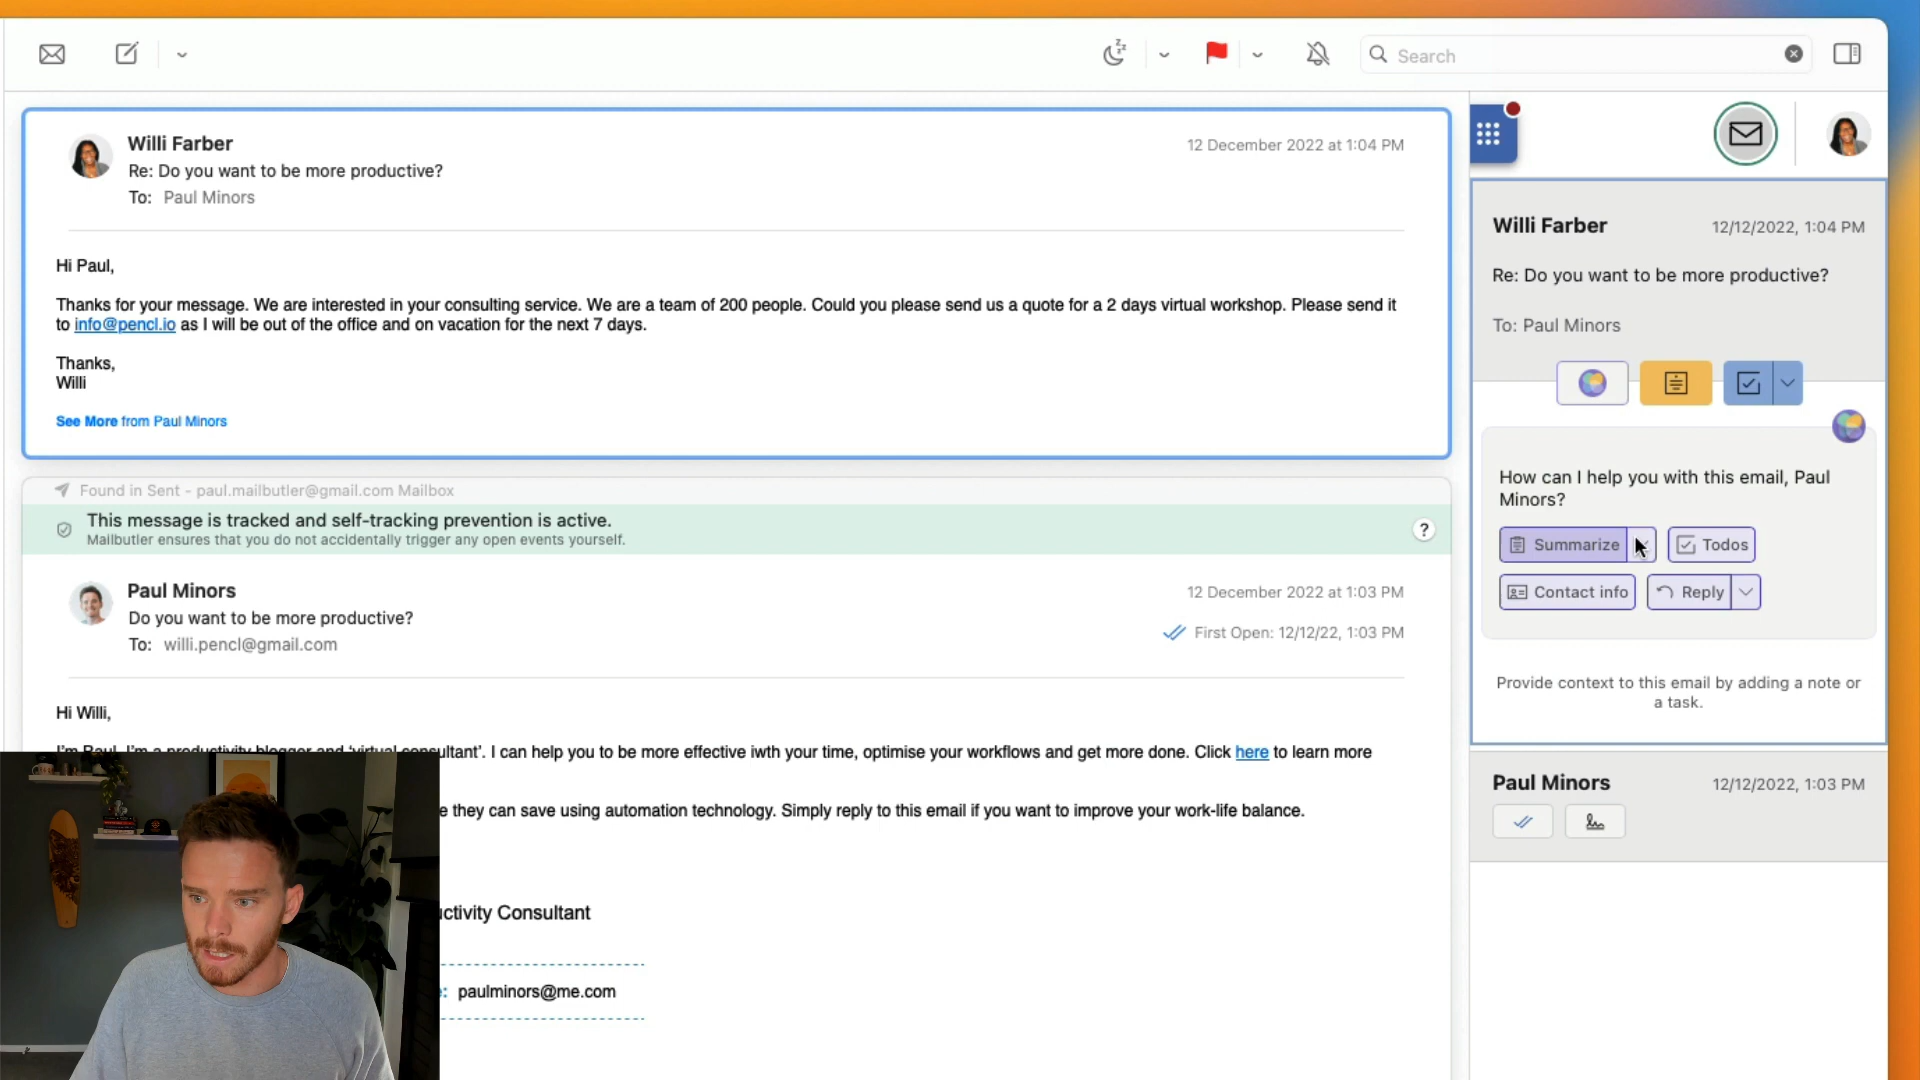 Search
Willi Farber
12 December 2022 at 1:04 PM
Re: Do you want to be more productive?
To: Paul Minors
Hi Paul,
Thanks for your message. We are interested in your consulting service. We are a team of 200 people. Could you please send us a quote for a 2 days virtual workshop. Please send it
to info@pencl.io as I will be out of the office and on vacation for the next 7 days.
Thanks,
Willi
See More from Paul Minors
Found in Sent - paul.mailbutler@gmail.com Mailbox
This message is tracked and self-tracking prevention is active.
Mailbutler ensures that you do not accidentally trigger any open events yourself.
?
Paul Minors
12 December 2022 at 1:03 PM
Do you want to be more productive?
First Open: 12/12/22, 1:03 PM
To: willi.pencl@gmail.com
Hi Willi,
I'm Paul. I'm a productivity blogger and 'virtual consultant'. I can help you to be more effective iwth your time, optimise your workflows and get more done. Click here to learn more
e they can save using automation technology. Simply reply to this email if you want to improve your work-life balance.
uctivity Consultant
: paulminors@me.com
Willi Farber
12/12/2022, 1:04 PM
Re: Do you want to be more productive?
To: Paul Minors
How can I help you with this email, Paul
Minors?
Summarize
Todos
Contact info
Reply
Provide context to this email by adding a note or
a task.
Paul Minors
12/12/2022, 1:03 PM